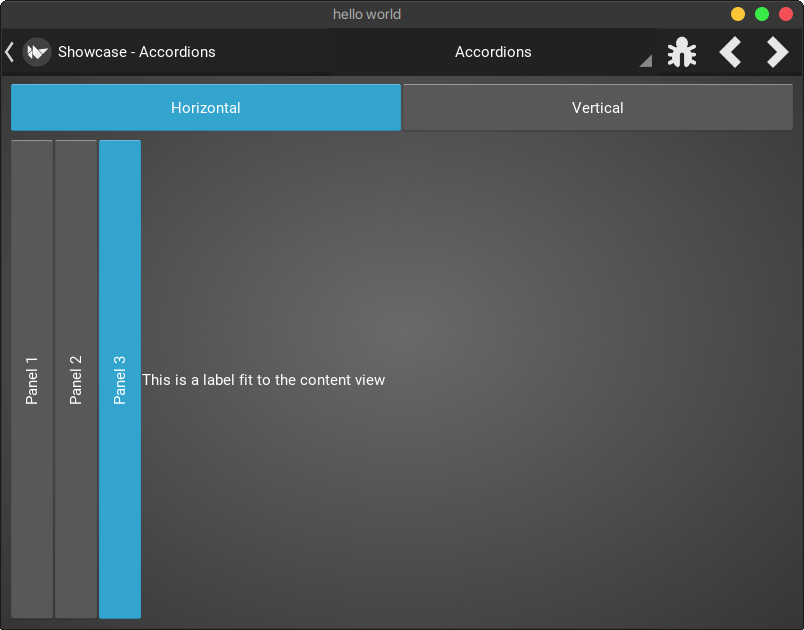 hello world
Showcase - Accordions
Accordions
Horizontal
Vertical
Panel 1
Panel 2
Panel 3
This is a label fit to the content view